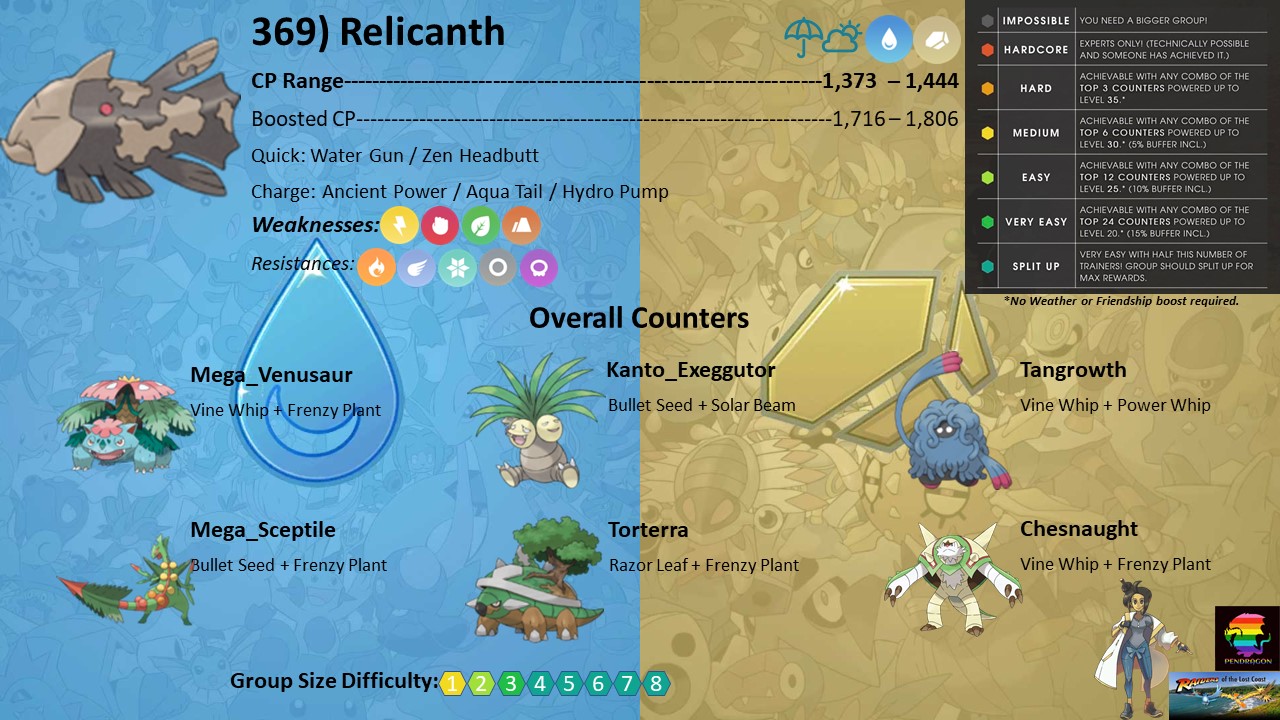 369) Relicanth
CP Range---1,373 – 1,444
Boosted CP---1,716 – 1,806
Quick: Water Gun / Zen Headbutt
Charge: Ancient Power / Aqua Tail / Hydro Pump
Weaknesses:
Resistances:
IMPOSSIBLE YOU NEED A BIGGER GROUP!
HARDCORE EXPERTS ONLY! (TECHNICALLY POSSIBLE
AND SOMEONE HAS ACHIEVED IT.)
HARD ACHIEVABLE WITH ANY COMBO OF THE
TOP 3 COUNTERS POWERED UP TO
LEVEL 35.*
MEDIUM ACHIEVABLE WITH ANY COMBO OF THE
TOP 6 COUNTERS POWERED UP TO
LEVEL 30.* (5% BUFFER INCL.)
EASY ACHIEVABLE WITH ANY COMBO OF THE
TOP 12 COUNTERS POWERED UP TO
LEVEL 25.* (10% BUFFER INCL.)
VERY EASY ACHIEVABLE WITH ANY COMBO OF THE
TOP 24 COUNTERS POWERED UP TO
LEVEL 20.* (15% BUFFER INCL.)
SPLIT UP VERY EASY WITH HALF THIS NUMBER OF
TRAINERS! GROUP SHOULD SPLIT UP FOR
MAX REWARDS.
*No Weather or Friendship boost required.
Overall Counters
Mega_Venusaur
Vine Whip + Frenzy Plant
Kanto_Exeggutor
Bullet Seed + Solar Beam
Tangrowth
Vine Whip + Power Whip
Mega_Sceptile
Bullet Seed + Frenzy Plant
Torterra
Razor Leaf + Frenzy Plant
Chesnaught
Vine Whip + Frenzy Plant
Group Size Difficulty: 1 2 3 4 5 6 7 8
PENDRAGON
RAIDERS of the Lost Coast